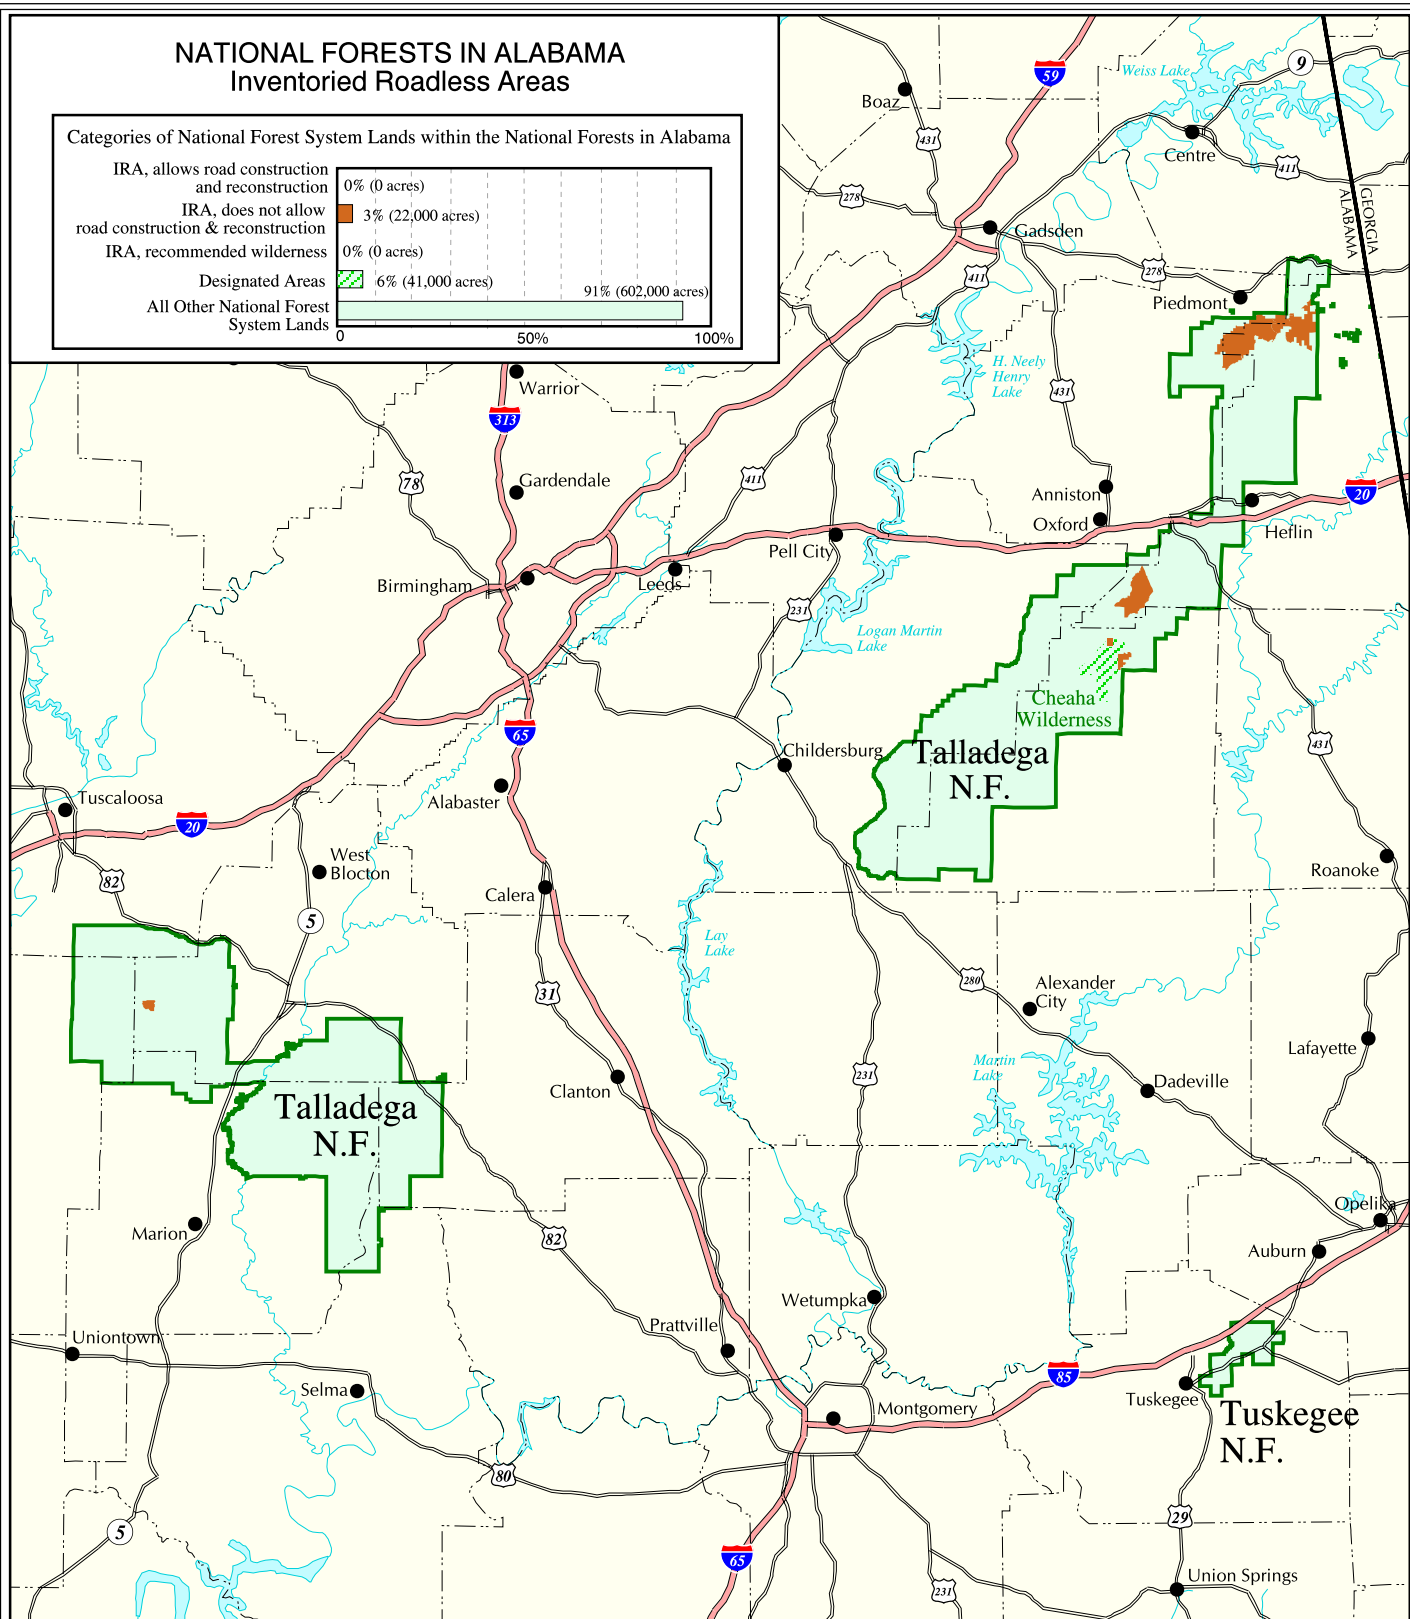 NATIONAL FORESTS IN ALABAMA
Inventoried Roadless Areas
Categories of National Forest System Lands within the National Forests in Alabama
IRA, allows road construction
and reconstruction
0% (0 acres)
IRA, does not allow
road construction & reconstruction
3% (22,000 acres)
IRA, recommended wilderness
0% (0 acres)
Designated Areas
6% (41,000 acres)
All Other National Forest
System Lands
91% (602,000 acres)
0
50%
100%
59
Weiss Lake
9
Boaz
431
Centre
411
278
ALABAMA
GEORGIA
Gadsden
411
278
Piedmont
H. Neely
Henry
Lake
Warrior
313
431
78
Gardendale
411
Anniston
Oxford
20
Heflin
Pell City
Birmingham
Leeds
231
Logan Martin
Lake
Cheaha
Wilderness
65
Childersburg
Talladega
N.F.
431
Tuscaloosa
Alabaster
20
West
Blocton
82
Calera
Roanoke
5
Lay
Lake
280
Alexander
City
31
Martin
Lake
Lafayette
231
Clanton
Dadeville
Talladega
N.F.
Marion
82
Opelika
Auburn
Wetumpka
Prattville
Uniontown
85
Selma
Tuskegee
Montgomery
Tuskegee
N.F.
80
29
5
65
231
Union Springs